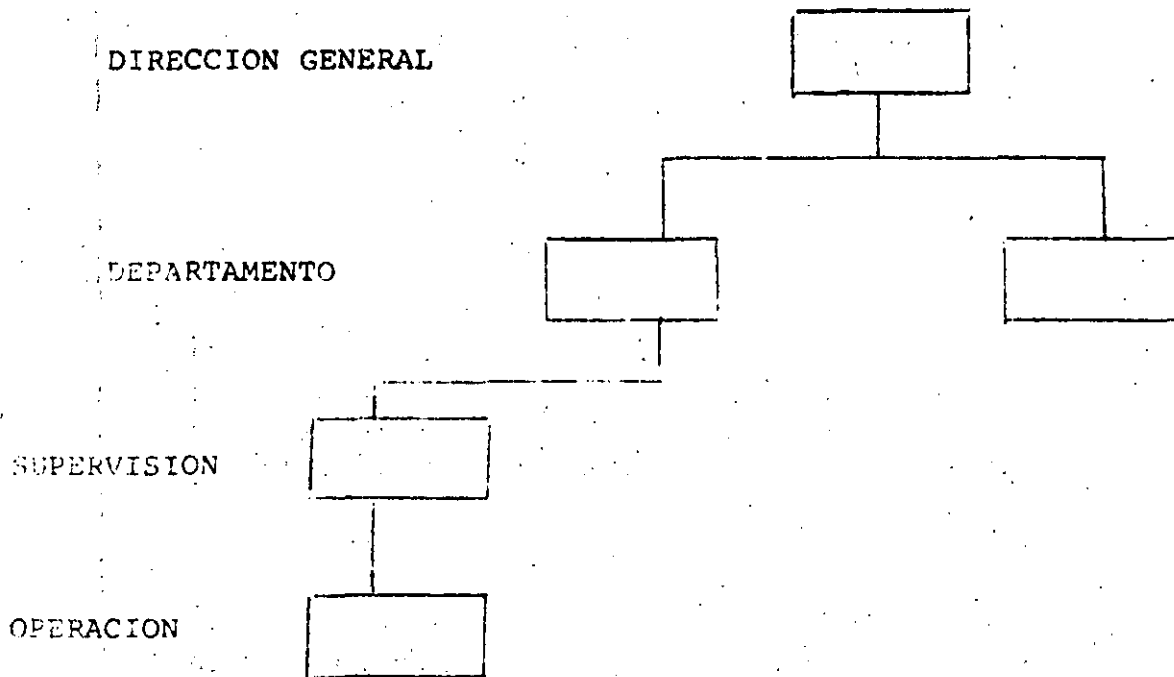 DIRECCION GENERAL
DEPARTAMENTO
SUPERVISION
OPERACION